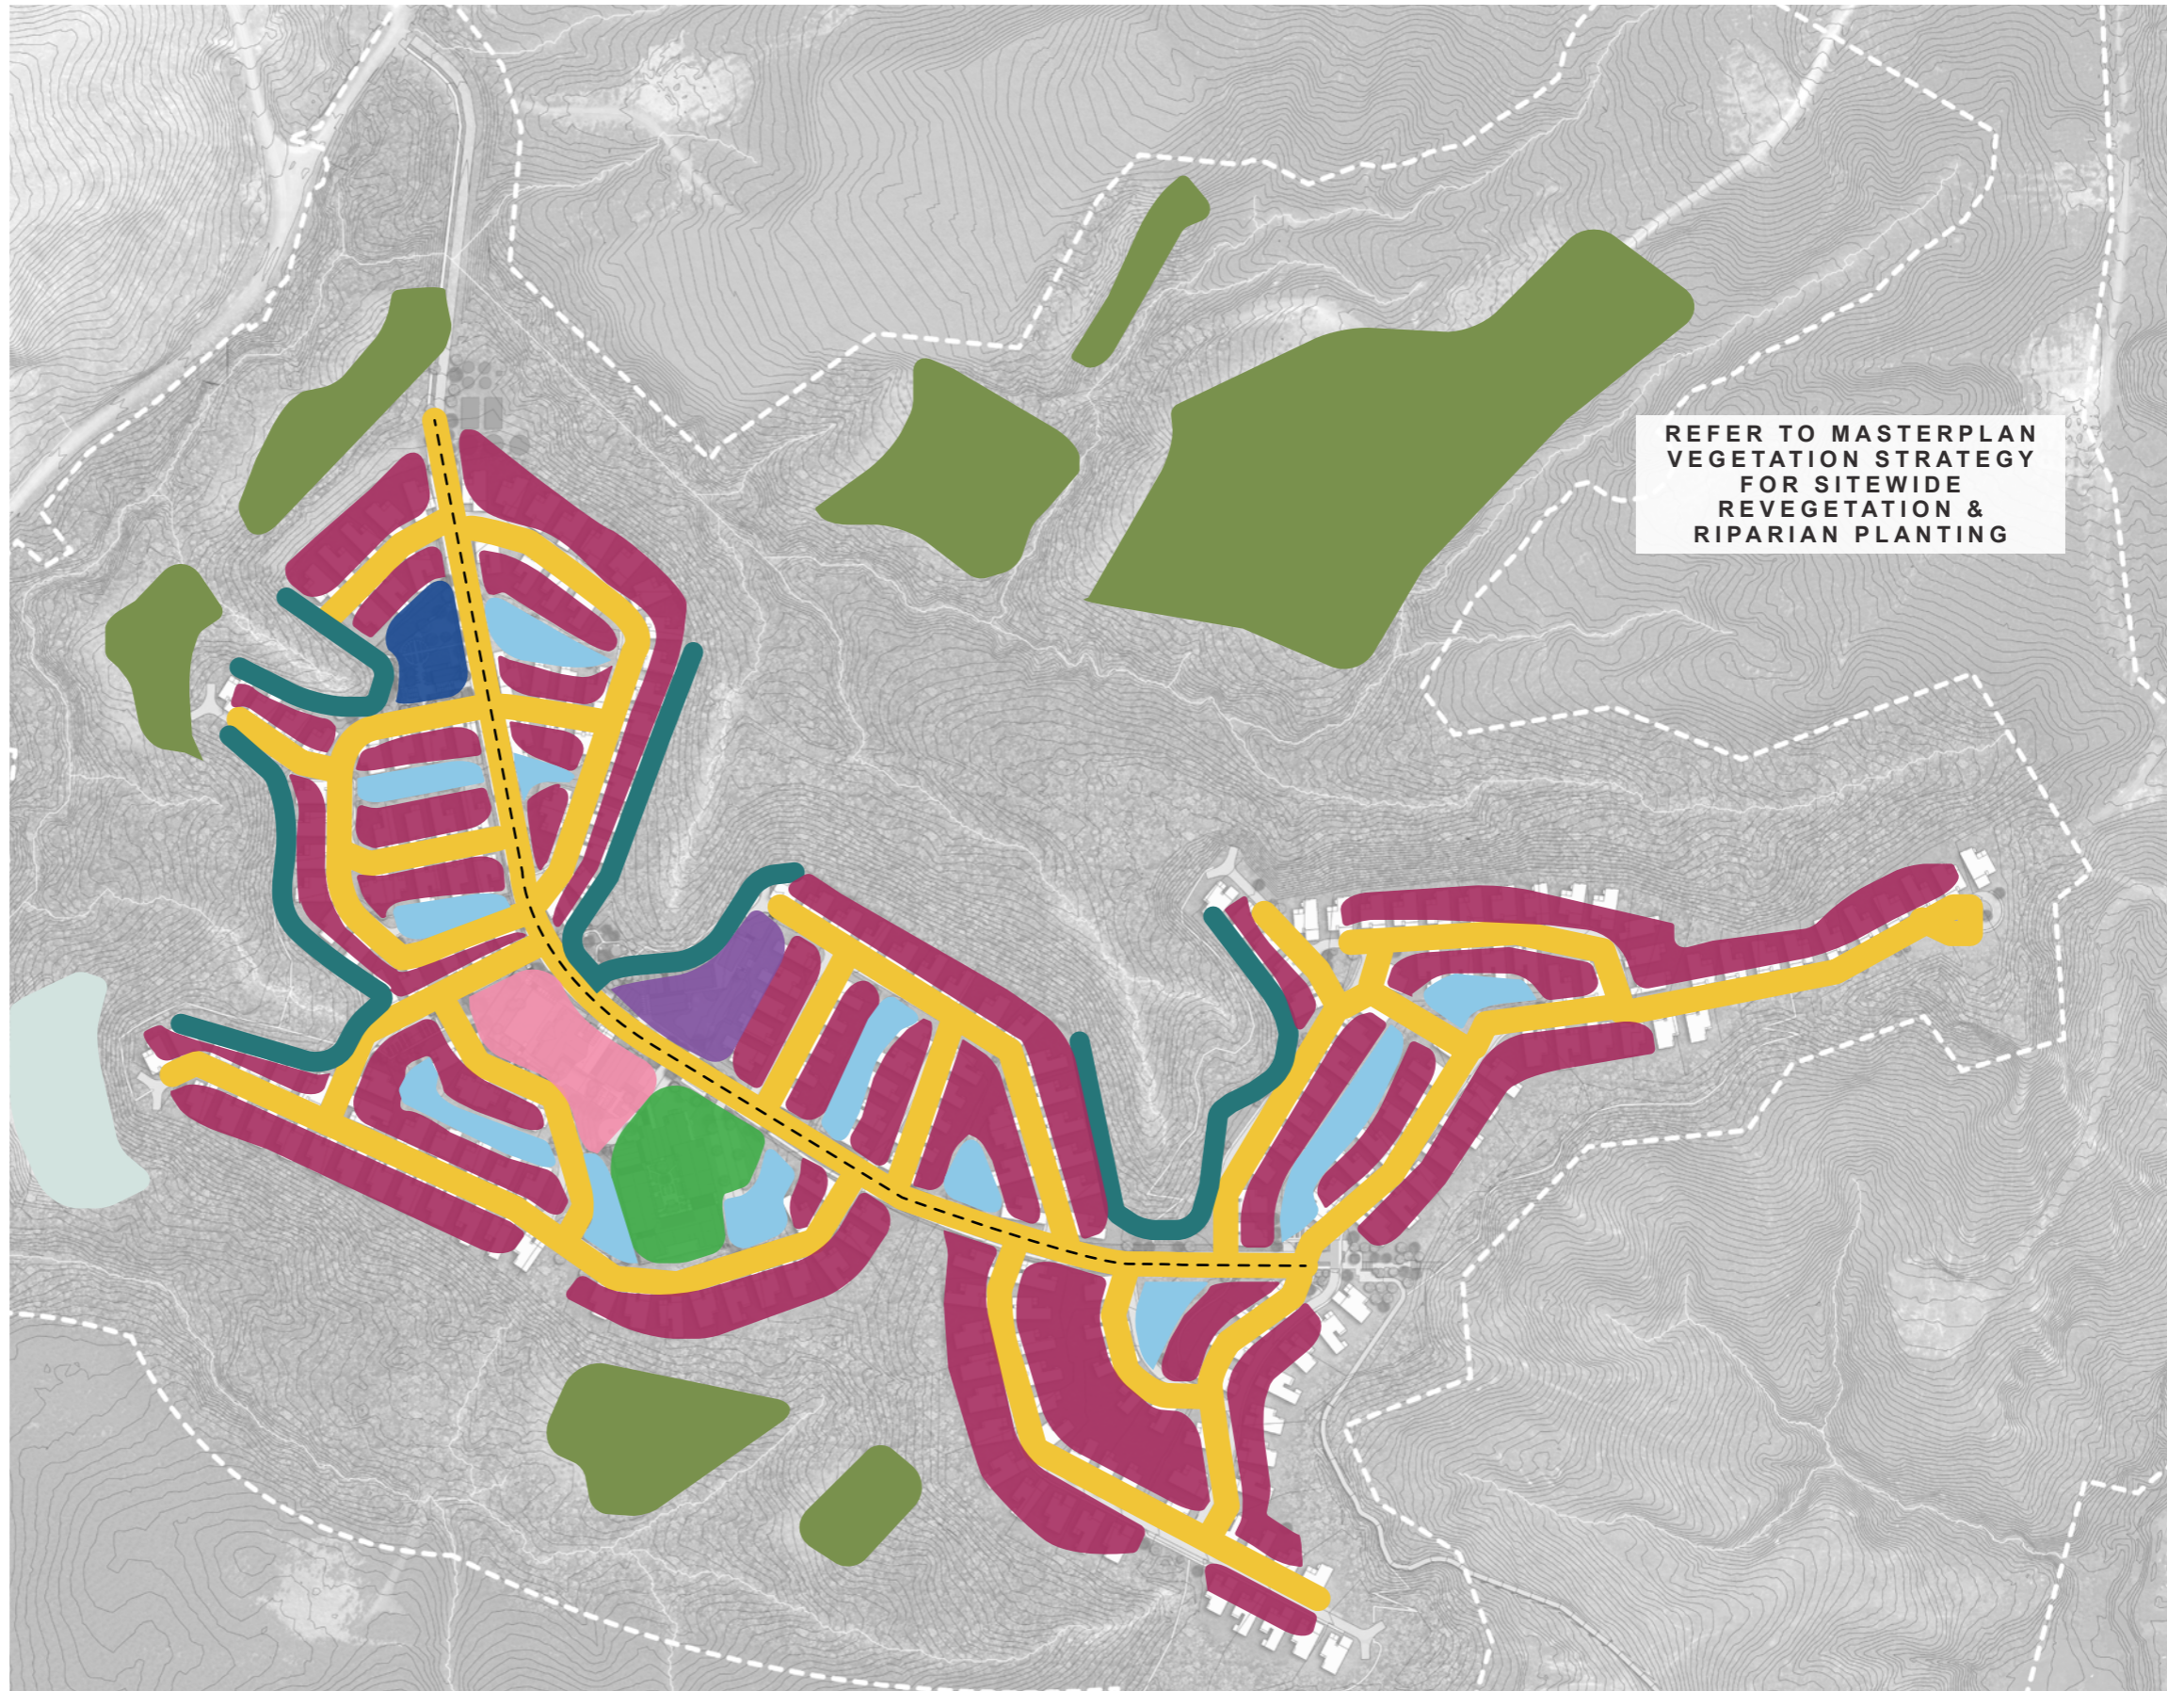 REFER TO MASTERPLAN
VEGETATION STRATEGY
FOR SITEWIDE
REVEGETATION &
RIPARIAN PLANTING